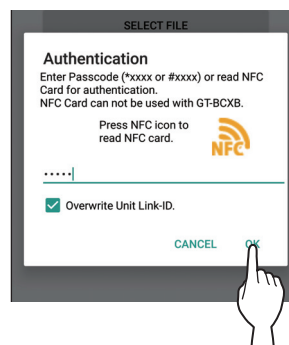 SELECT FILE
Authentication
Enter Passcode (*xxxx or #xxxx) or read NFC
Card for authentication.
NFC Card can not be used with GT-BCXB.
Press NFC icon to
read NFC card.
NFC
•••••
Overwrite Unit Link-ID.
CANCEL OK